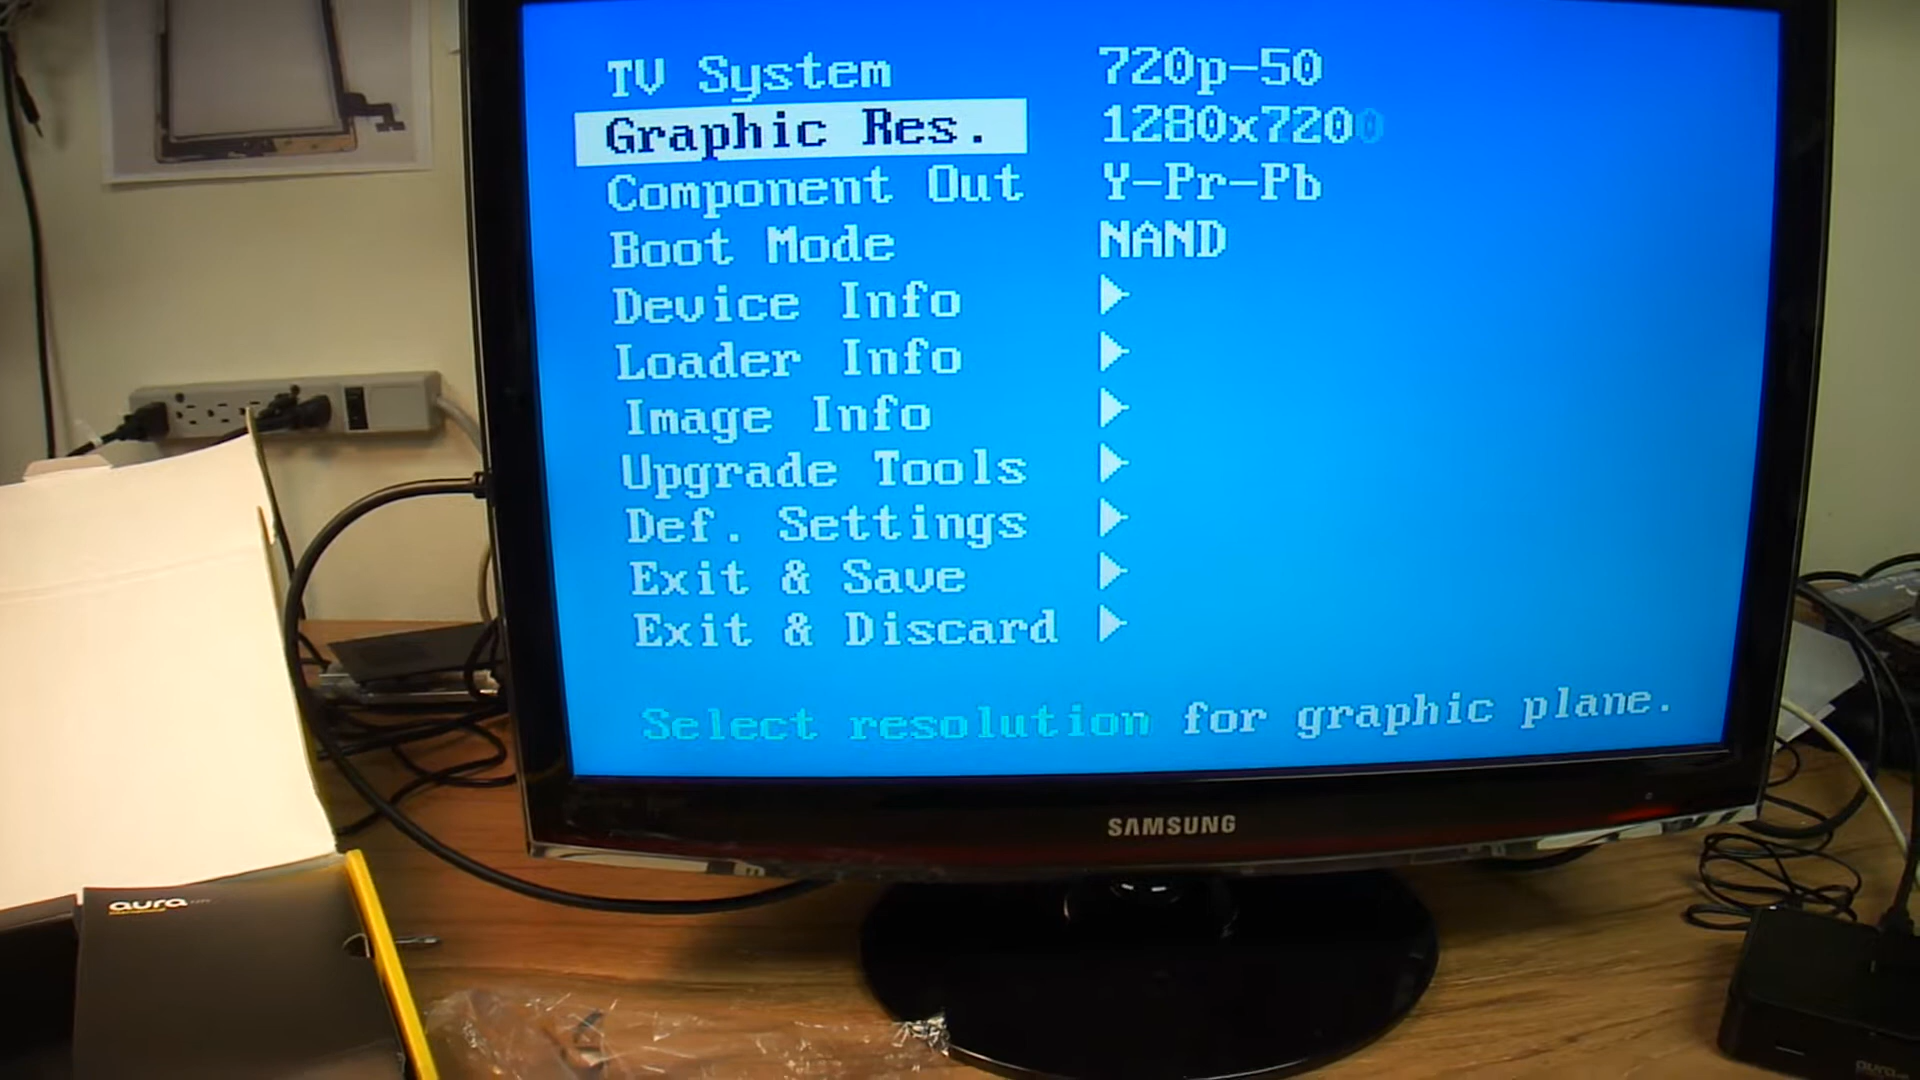 TV System 720p-50
Graphic Res. 1280x720
Component Out Y-Pr-Pb
Boot Mode NAND
Device Info
Loader Info
Image Info
Upgrade Tools
Def. Settings
Exit & Save
Exit & Discard
Select resolution for graphic plane.
SAMSUNG
aura
aura